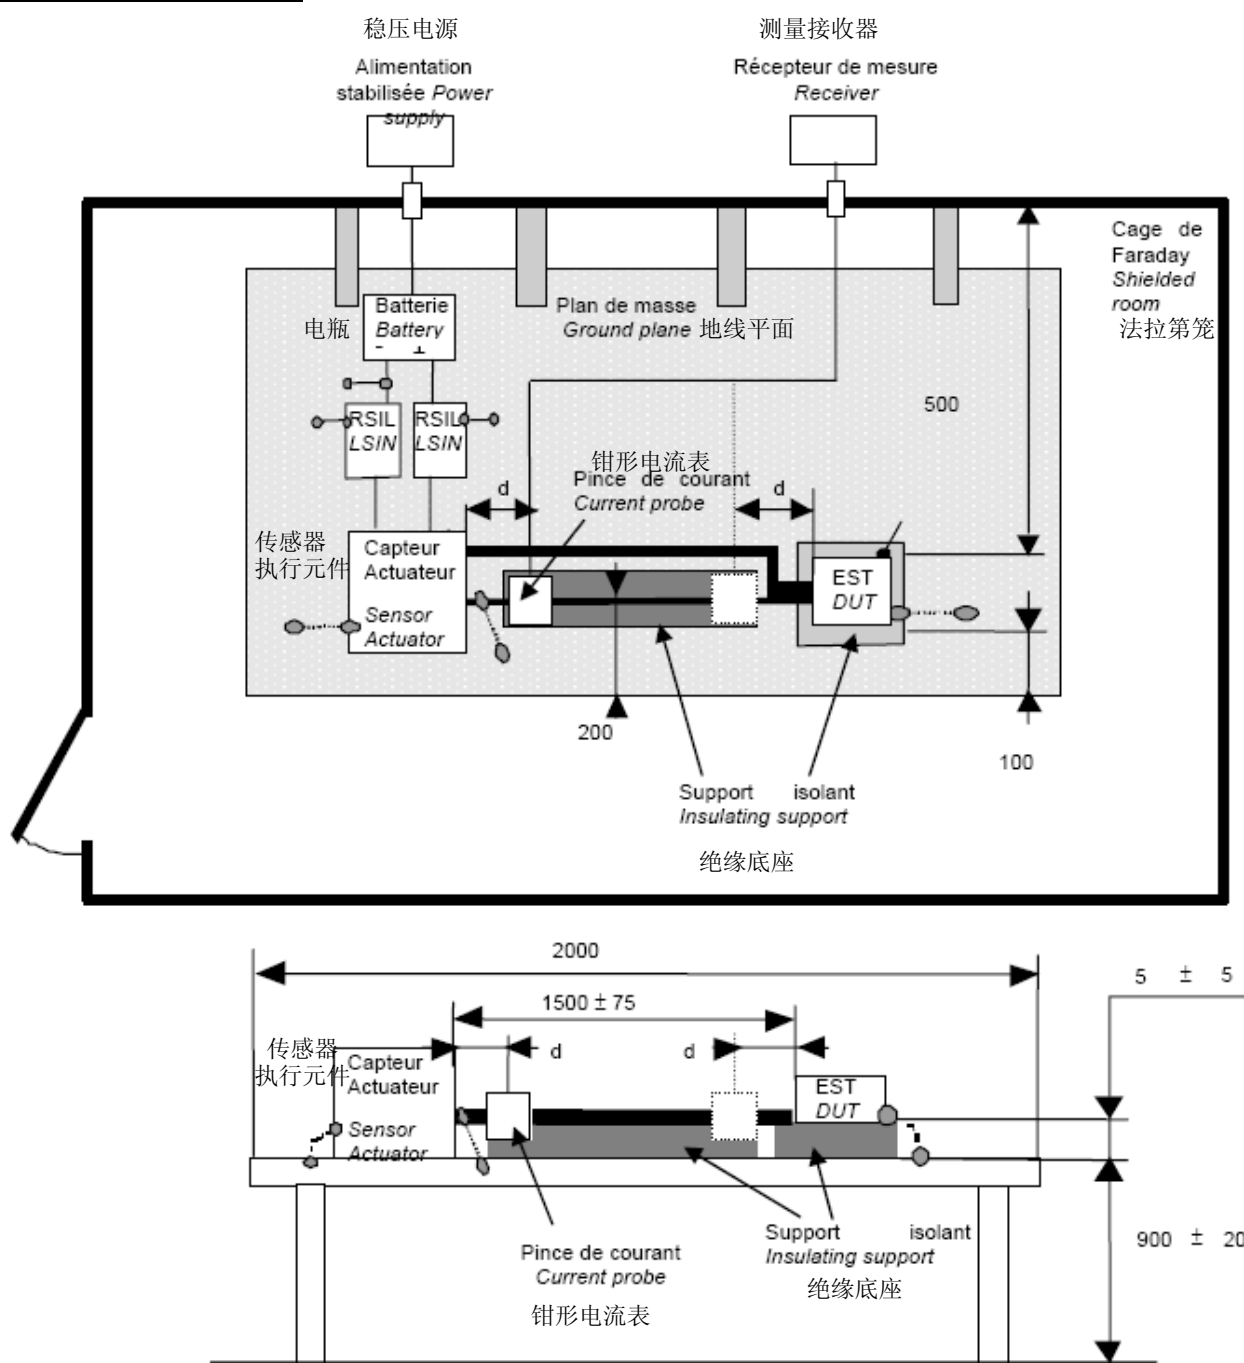 稳压电源
测量接收器
Alimentation
stabilisée Power
supply
Récepteur de mesure
Receiver
Cage de
Faraday
Shielded
room
法拉第笼
Batterie
Battery
- +
电瓶
Plan de masse
Ground plane 地线平面
RSIL
LSIN
RSIL
LSIN
500
钳形电流表
Pince de courant
Current probe
d
d
传感器
执行元件
Capteur
Actuateur
Sensor
Actuator
EST
DUT
200
100
Support isolant
Insulating support
绝缘底座
2000
5 ± 5
1500 ± 75
d
d
传感器
执行元件
Capteur
Actuateur
Sensor
Actuator
EST
DUT
Support isolant
Insulating support
绝缘底座
900 ± 20
Pince de courant
Current probe
钳形电流表